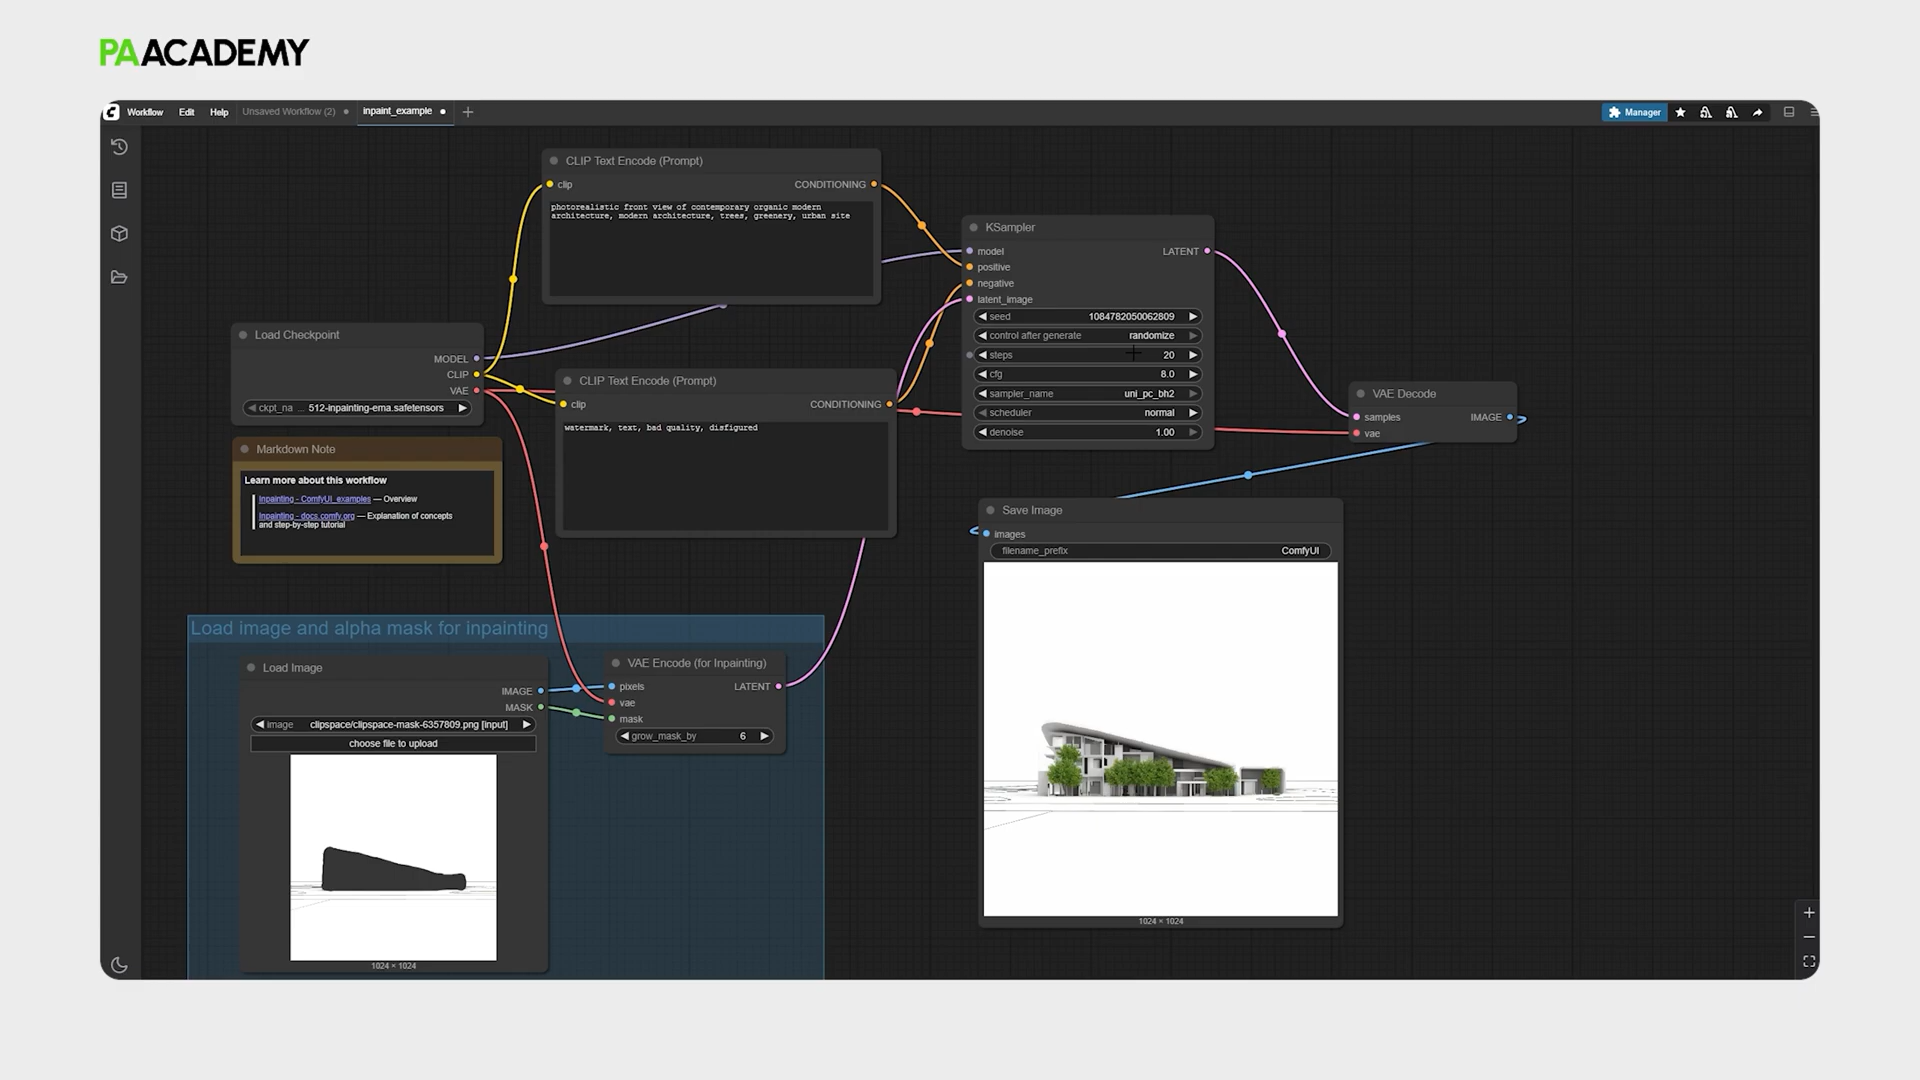 PAACADEMY
Workflow Edit Help Unsaved Workflow (2) inpaint_example
Manager
CLIP Text Encode (Prompt)
clip CONDITIONING
photorealistic front view of contemporary organic modern
architecture, modern architecture, trees, greenery, urban site
KSampler
model LATENT
positive
negative
latent_image
seed 1084782050062809
control after generate randomize
steps 20
cfg 8.0
sampler_name uni_pc_bh2
scheduler normal
denoise 1.00
Load Checkpoint
MODEL
CLIP
VAE
ckpt_na ... 512-inpainting-ema.safetensors
CLIP Text Encode (Prompt)
clip CONDITIONING
watermark, text, bad quality, disfigured
VAE Decode
samples IMAGE
vae
Markdown Note
Learn more about this workflow
Inpainting - ComfyUI_examples — Overview
Inpainting - docs.comfy.org — Explanation of concepts
and step-by-step tutorial
Save Image
images
filename_prefix ComfyUI
1024 × 1024
Load image and alpha mask for inpainting
Load Image
IMAGE
MASK
image clipspace/clipspace-mask-6357809.png [input]
choose file to upload
1024 × 1024
VAE Encode (for Inpainting)
pixels LATENT
vae
mask
grow_mask_by 6